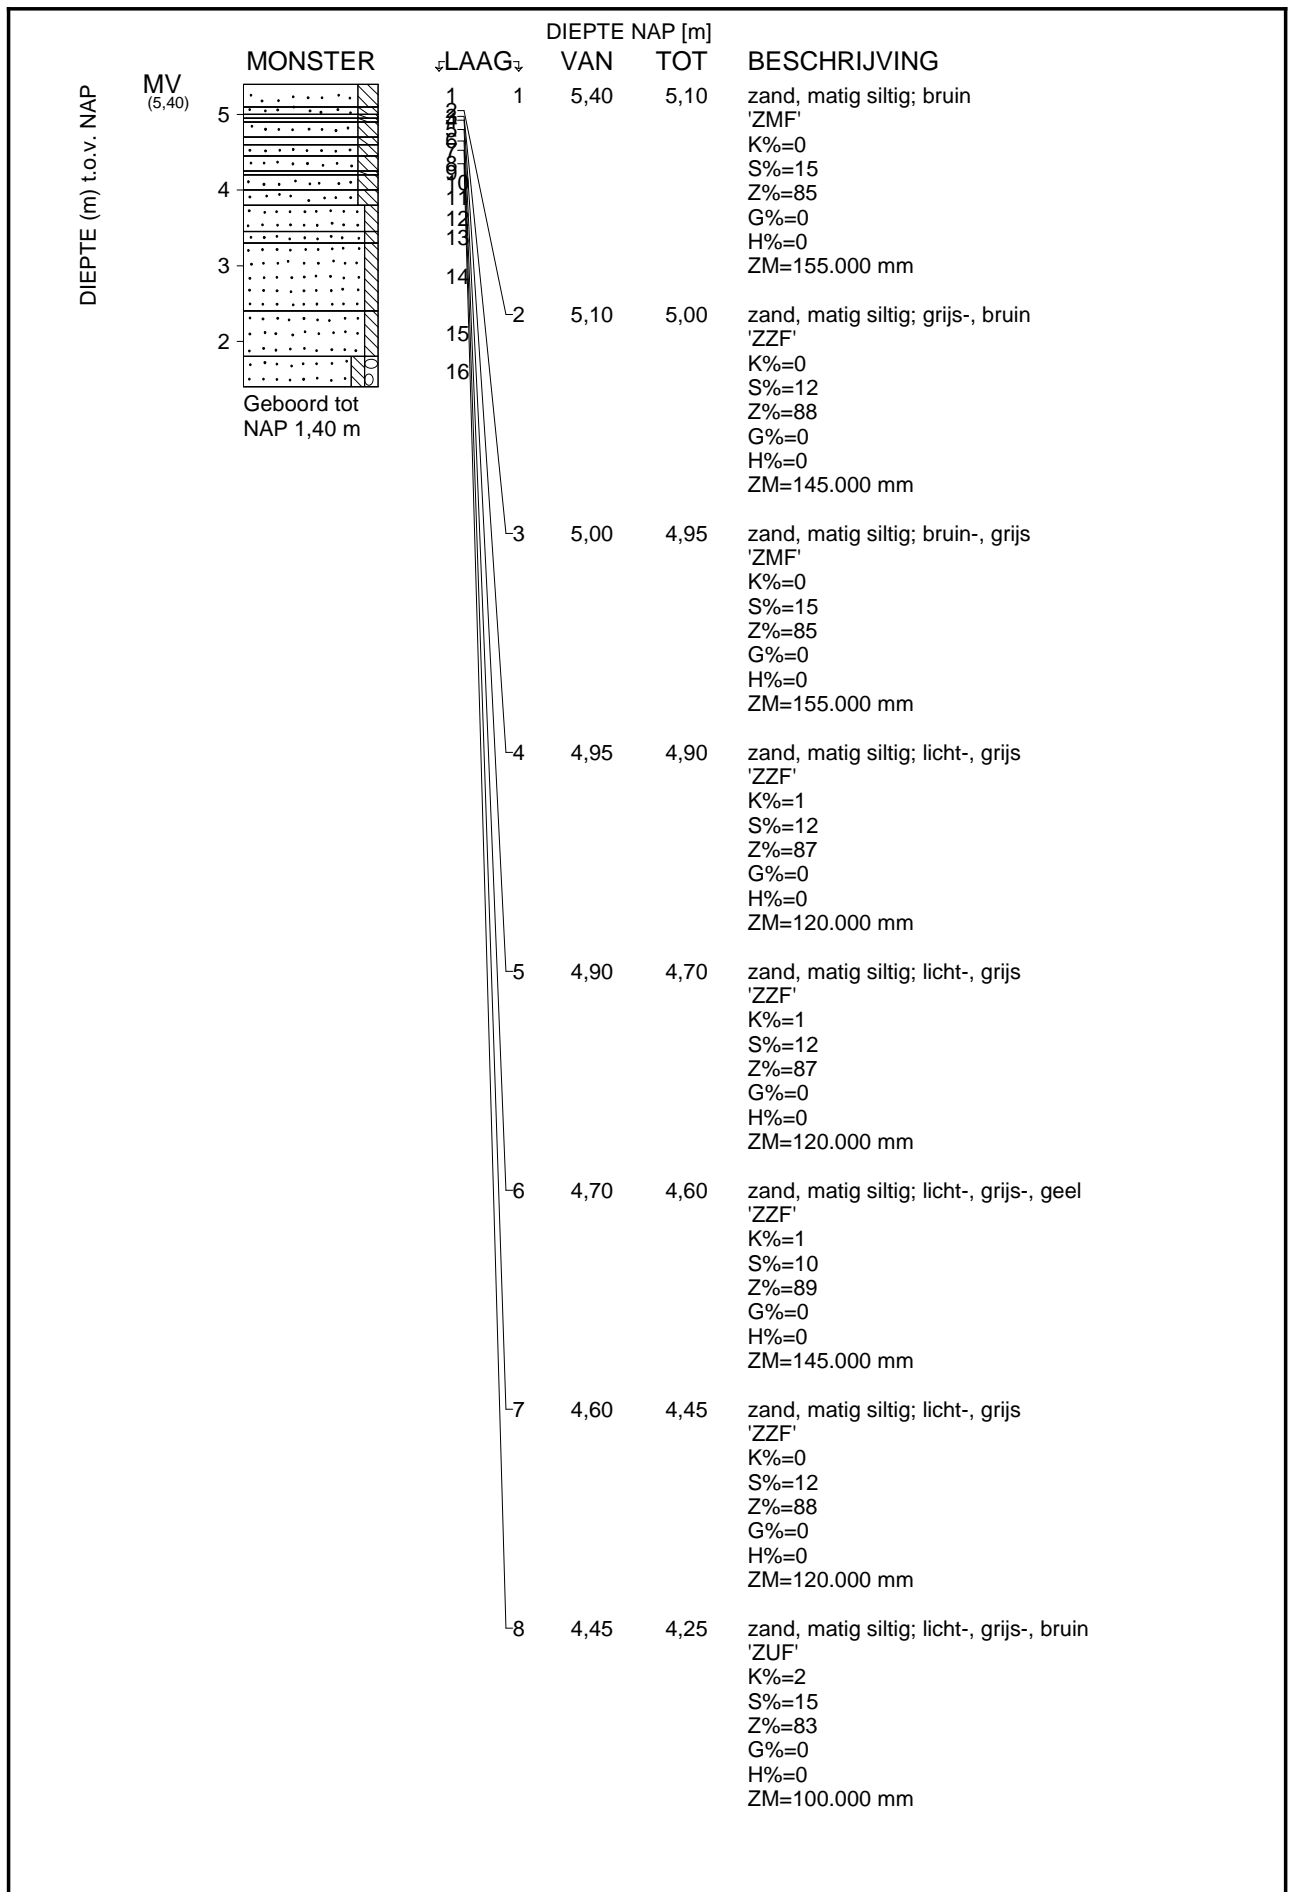 DIEPTE NAP [m]
MONSTER LAAG VAN TOT BESCHRIJVING
MV
(5,40)
DIEPTE (m) t.o.v. NAP
5
4
3
2
Geboord tot
NAP 1,40 m
1
2
3
4
5
6
7
8
9
10
11
12
13
14
15
16
1 5,40 5,10 zand, matig siltig; bruin
'ZMF'
K%=0
S%=15
Z%=85
G%=0
H%=0
ZM=155.000 mm
2 5,10 5,00 zand, matig siltig; grijs-, bruin
'ZZF'
K%=0
S%=12
Z%=88
G%=0
H%=0
ZM=145.000 mm
3 5,00 4,95 zand, matig siltig; bruin-, grijs
'ZMF'
K%=0
S%=15
Z%=85
G%=0
H%=0
ZM=155.000 mm
4 4,95 4,90 zand, matig siltig; licht-, grijs
'ZZF'
K%=1
S%=12
Z%=87
G%=0
H%=0
ZM=120.000 mm
5 4,90 4,70 zand, matig siltig; licht-, grijs
'ZZF'
K%=1
S%=12
Z%=87
G%=0
H%=0
ZM=120.000 mm
6 4,70 4,60 zand, matig siltig; licht-, grijs-, geel
'ZZF'
K%=1
S%=10
Z%=89
G%=0
H%=0
ZM=145.000 mm
7 4,60 4,45 zand, matig siltig; licht-, grijs
'ZZF'
K%=0
S%=12
Z%=88
G%=0
H%=0
ZM=120.000 mm
8 4,45 4,25 zand, matig siltig; licht-, grijs-, bruin
'ZUF'
K%=2
S%=15
Z%=83
G%=0
H%=0
ZM=100.000 mm